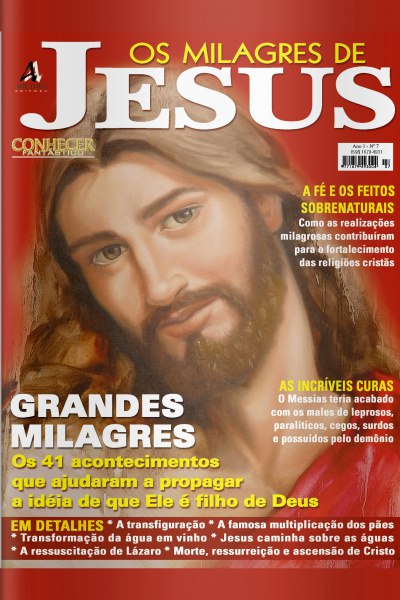 OS MILAGRES DE
JESUS
CONHECER
FANTÁSTICO
Ano 1 - Nº 7
ISSN 1679-4931
A FÉ E OS FEITOS
SOBRENATURAIS
Como as realizações
milagrosas contribuíram
para o fortalecimento
das religiões cristãs
AS INCRÍVEIS CURAS
O Messias teria acabado
com os males de leprosos,
paralíticos, cegos, surdos
e possuídos pelo demônio
GRANDES
MILAGRES
Os 41 acontecimentos
que ajudaram a propagar
a idéia de que Ele é filho de Deus
EM DETALHES * A transfiguração * A famosa multiplicação dos pães
* Transformação da água em vinho * Jesus caminha sobre as águas
* A ressuscitação de Lázaro * Morte, ressurreição e ascensão de Cristo